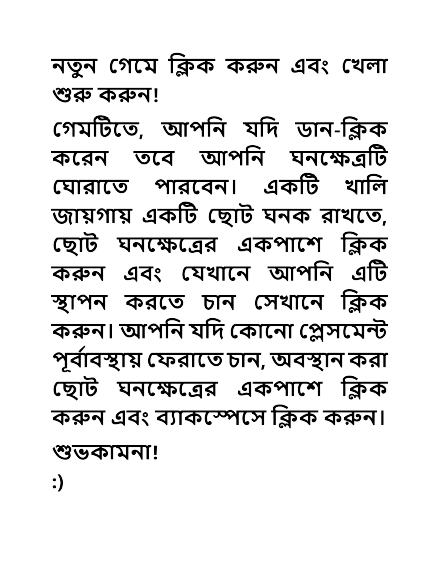 নতুন গেমে ক্লিক করুন এবং খেলা
শুরু করুন!
গেমটিতে, আপনি যদি ডান-ক্লিক
করেন তবে আপনি ঘনক্ষেত্রটি
ঘোরাতে পারবেন। একটি খালি
জায়গায় একটি ছোট ঘনক রাখতে,
ছোট ঘনক্ষেত্রের একপাশে ক্লিক
করুন এবং যেখানে আপনি এটি
স্থাপন করতে চান সেখানে ক্লিক
করুন। আপনি যদি কোনো প্লেসমেন্ট
পূর্বাবস্থায় ফেরাতে চান, অবস্থান করা
ছোট ঘনক্ষেত্রের একপাশে ক্লিক
করুন এবং ব্যাকস্পেসে ক্লিক করুন।
শুভকামনা!
:)